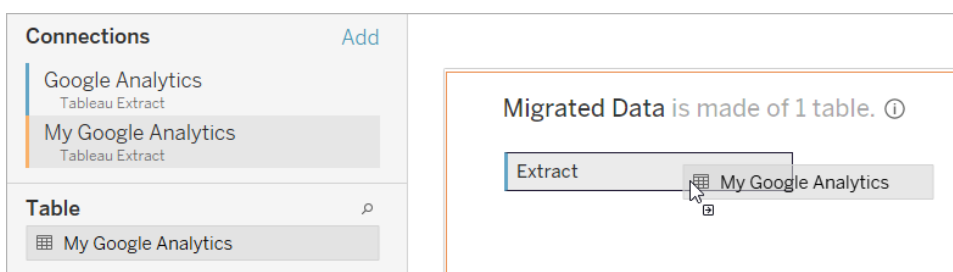 Connections Add
Google Analytics
Tableau Extract
My Google Analytics
Tableau Extract
Table
My Google Analytics
Migrated Data is made of 1 table.
Extract
My Google Analytics